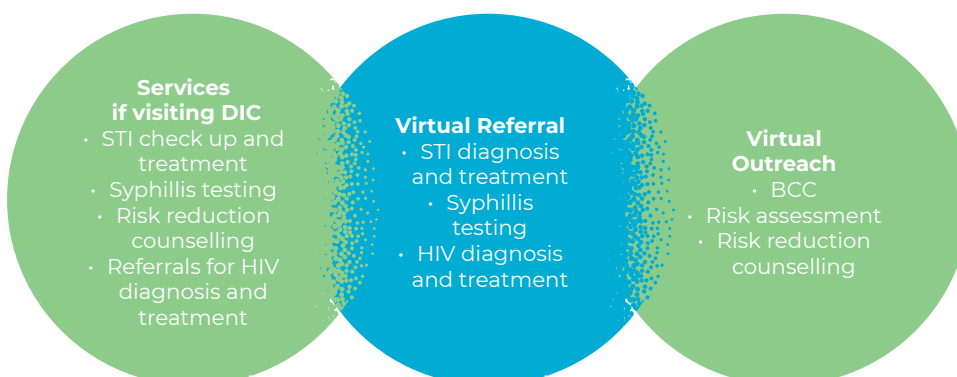 Services
if visiting DIC
· STI check up and
treatment
· Syphillis testing
· Risk reduction
counselling
· Referrals for HIV
diagnosis and
treatment
Virtual Referral
· STI diagnosis
and treatment
· Syphillis
testing
· HIV diagnosis
and treatment
Virtual
Outreach
· BCC
· Risk assessment
· Risk reduction
counselling